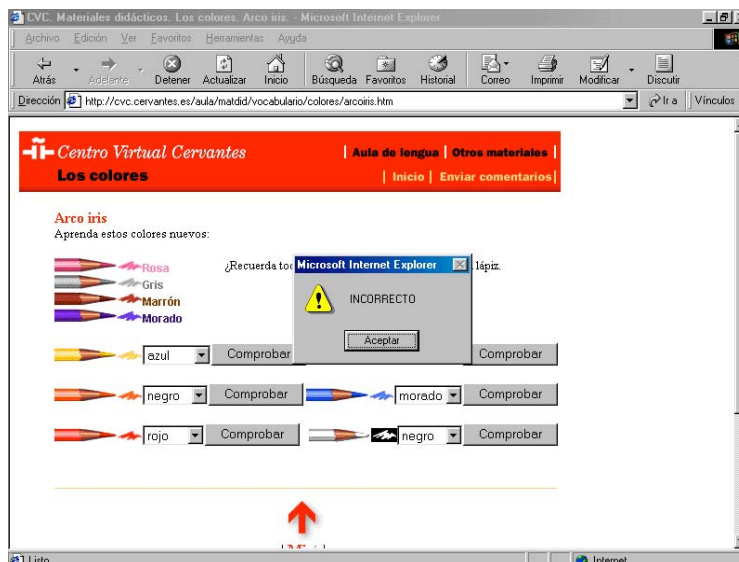 CVC. Materiales didácticos. Los colores. Arco iris. - Microsoft Internet Explorer
Archivo Edición Ver Favoritos Herramientas Ayuda
Atrás Adelante Detener Actualizar Inicio Búsqueda Favoritos Historial Correo Imprimir Modificar Discutir
Dirección http://cvc.cervantes.es/aula/matdid/vocabulario/colores/arcoiris.htm Ir a Vínculos
Centro Virtual Cervantes | Aula de lengua | Otros materiales |
Los colores | Inicio | Enviar comentarios|
Arco iris
Aprenda estos colores nuevos:
Rosa ¿Recuerda lápiz.
Gris
Marrón
Morado
Microsoft Internet Explorer
INCORRECTO
Aceptar
azul Comprobar Comprobar
negro Comprobar morado Comprobar
rojo Comprobar negro Comprobar
Listo Internet